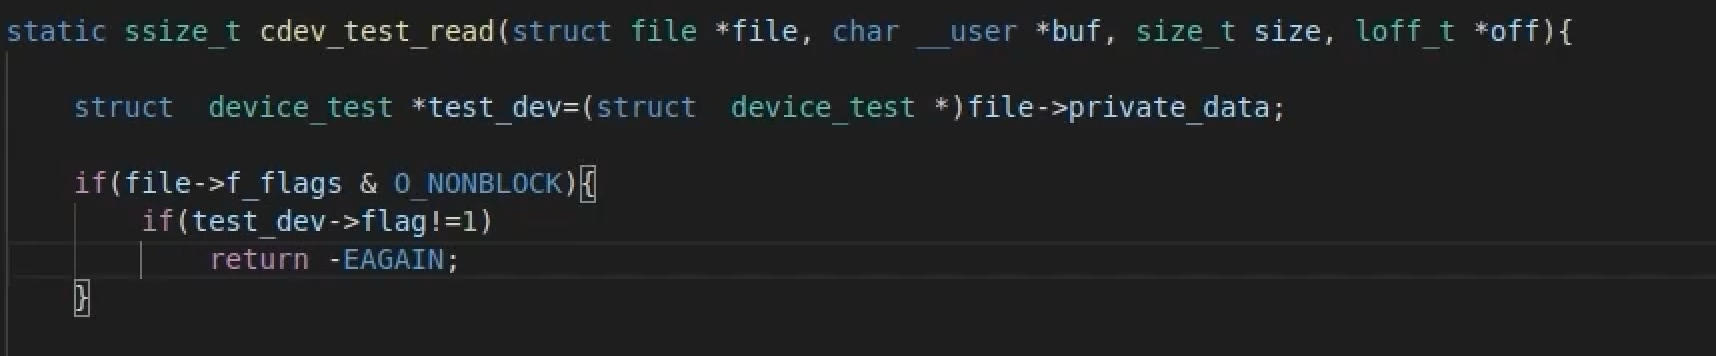 static ssize_t cdev_test_read(struct file *file, char __user *buf, size_t size, loff_t *off){
struct  device_test *test_dev=(struct  device_test *)file->private_data;
if(file->f_flags & O_NONBLOCK){
if(test_dev->flag!=1)
return -EAGAIN;
}